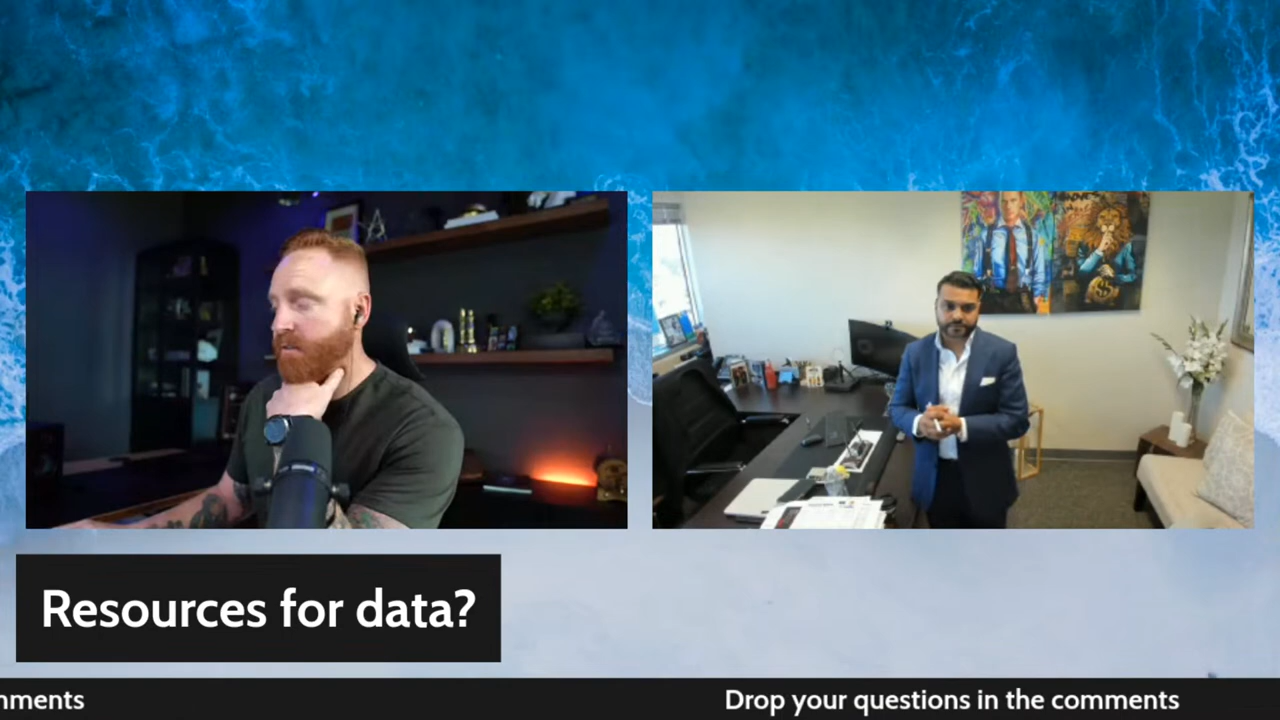 Resources for data?
mments
Drop your questions in the comments